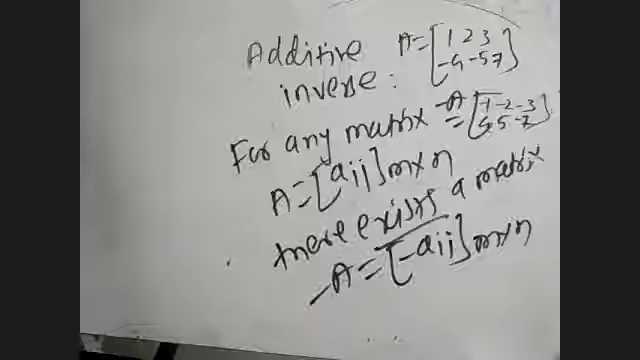 Additive A=[1 2 3
inverse: -4 -5 7]
For any matrix -A=[-1 -2 -3
4 5 -7]
A=[aij]m×n
there exists a matrix
-A=[-aij]m×n